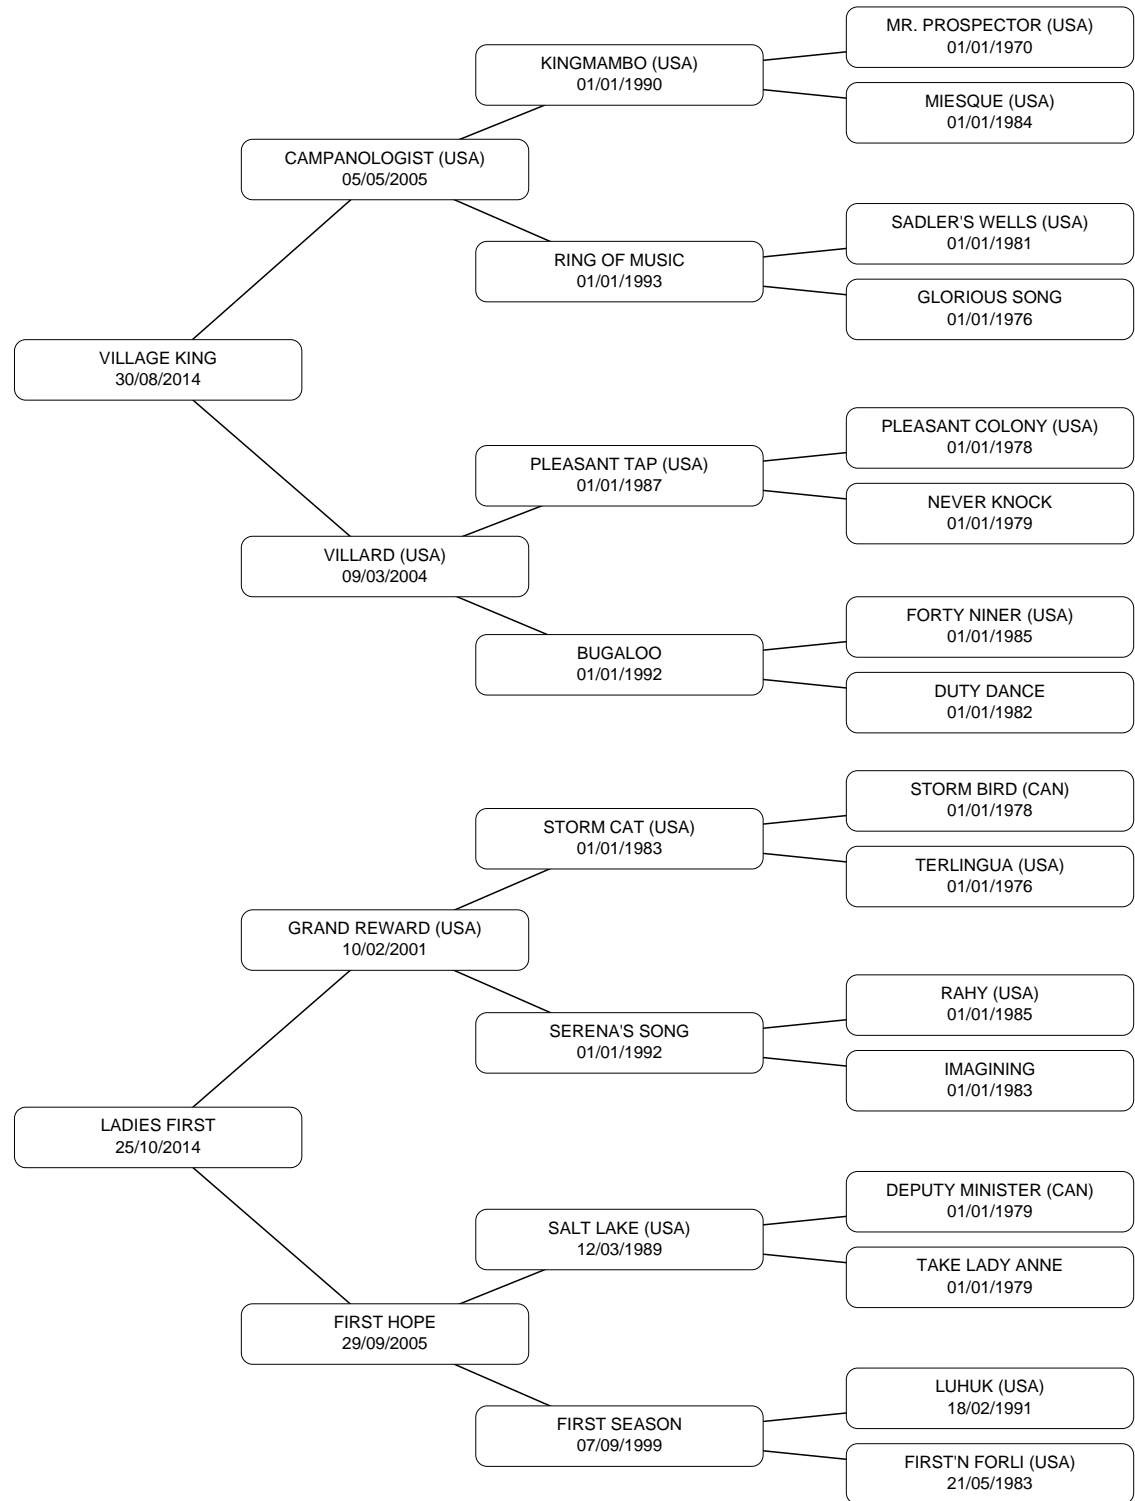 MR. PROSPECTOR (USA)
01/01/1970
KINGMAMBO (USA)
01/01/1990
MIESQUE (USA)
01/01/1984
CAMPANOLOGIST (USA)
05/05/2005
SADLER'S WELLS (USA)
01/01/1981
RING OF MUSIC
01/01/1993
GLORIOUS SONG
01/01/1976
VILLAGE KING
30/08/2014
PLEASANT COLONY (USA)
01/01/1978
PLEASANT TAP (USA)
01/01/1987
NEVER KNOCK
01/01/1979
VILLARD (USA)
09/03/2004
FORTY NINER (USA)
01/01/1985
BUGALOO
01/01/1992
DUTY DANCE
01/01/1982
STORM BIRD (CAN)
01/01/1978
STORM CAT (USA)
01/01/1983
TERLINGUA (USA)
01/01/1976
GRAND REWARD (USA)
10/02/2001
RAHY (USA)
01/01/1985
SERENA'S SONG
01/01/1992
IMAGINING
01/01/1983
LADIES FIRST
25/10/2014
DEPUTY MINISTER (CAN)
01/01/1979
SALT LAKE (USA)
12/03/1989
TAKE LADY ANNE
01/01/1979
FIRST HOPE
29/09/2005
LUHUK (USA)
18/02/1991
FIRST SEASON
07/09/1999
FIRST'N FORLI (USA)
21/05/1983